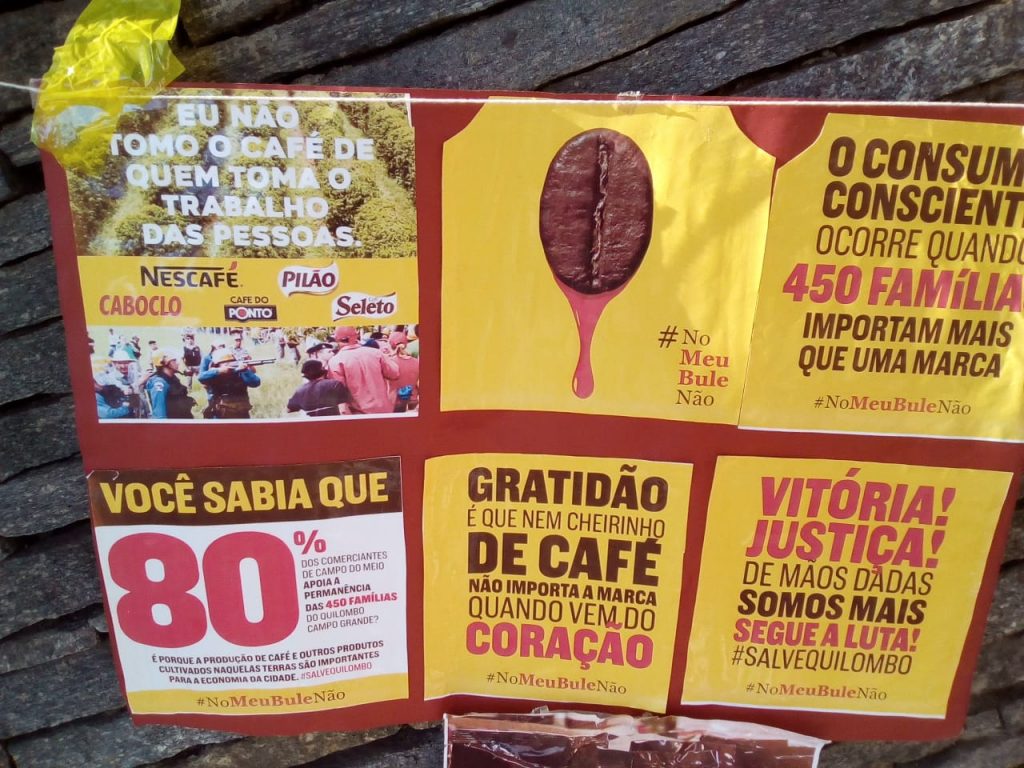 EU NÃO
TOMO O CAFÉ DE
QUEM TOMA O
TRABALHO
DAS PESSOAS.
NESCAFÉ
PILÃO
CABOCLO
CAFE DO
PONTO
Seleto
#No
Meu
Bule
Não
O CONSUM
CONSCIENT
OCORRE QUANDO
450 FAMÍLIA
IMPORTAM MAIS
QUE UMA MARCA
#NoMeuBuleNão
VOCÊ SABIA QUE
80%
DOS COMERCIANTES
DE CAMPO DO MEIO
APOIA A
PERMANÊNCIA
DAS 450 FAMÍLIAS
DO QUILOMBO
CAMPO GRANDE?
É PORQUE A PRODUÇÃO DE CAFÉ E OUTROS PRODUTOS
CULTIVADOS NAQUELAS TERRAS SÃO IMPORTANTES
PARA A ECONOMIA DA CIDADE. #SALVEQUILOMBO
#NoMeuBuleNão
GRATIDÃO
É QUE NEM CHEIRINHO
DE CAFÉ
NÃO IMPORTA A MARCA
QUANDO VEM DO
CORAÇÃO
#NoMeuBuleNão
VITÓRIA!
JUSTIÇA!
DE MÃOS DADAS
SOMOS MAIS
SEGUE A LUTA!
#SALVEQUILOMBO
#NoMeuBuleNão